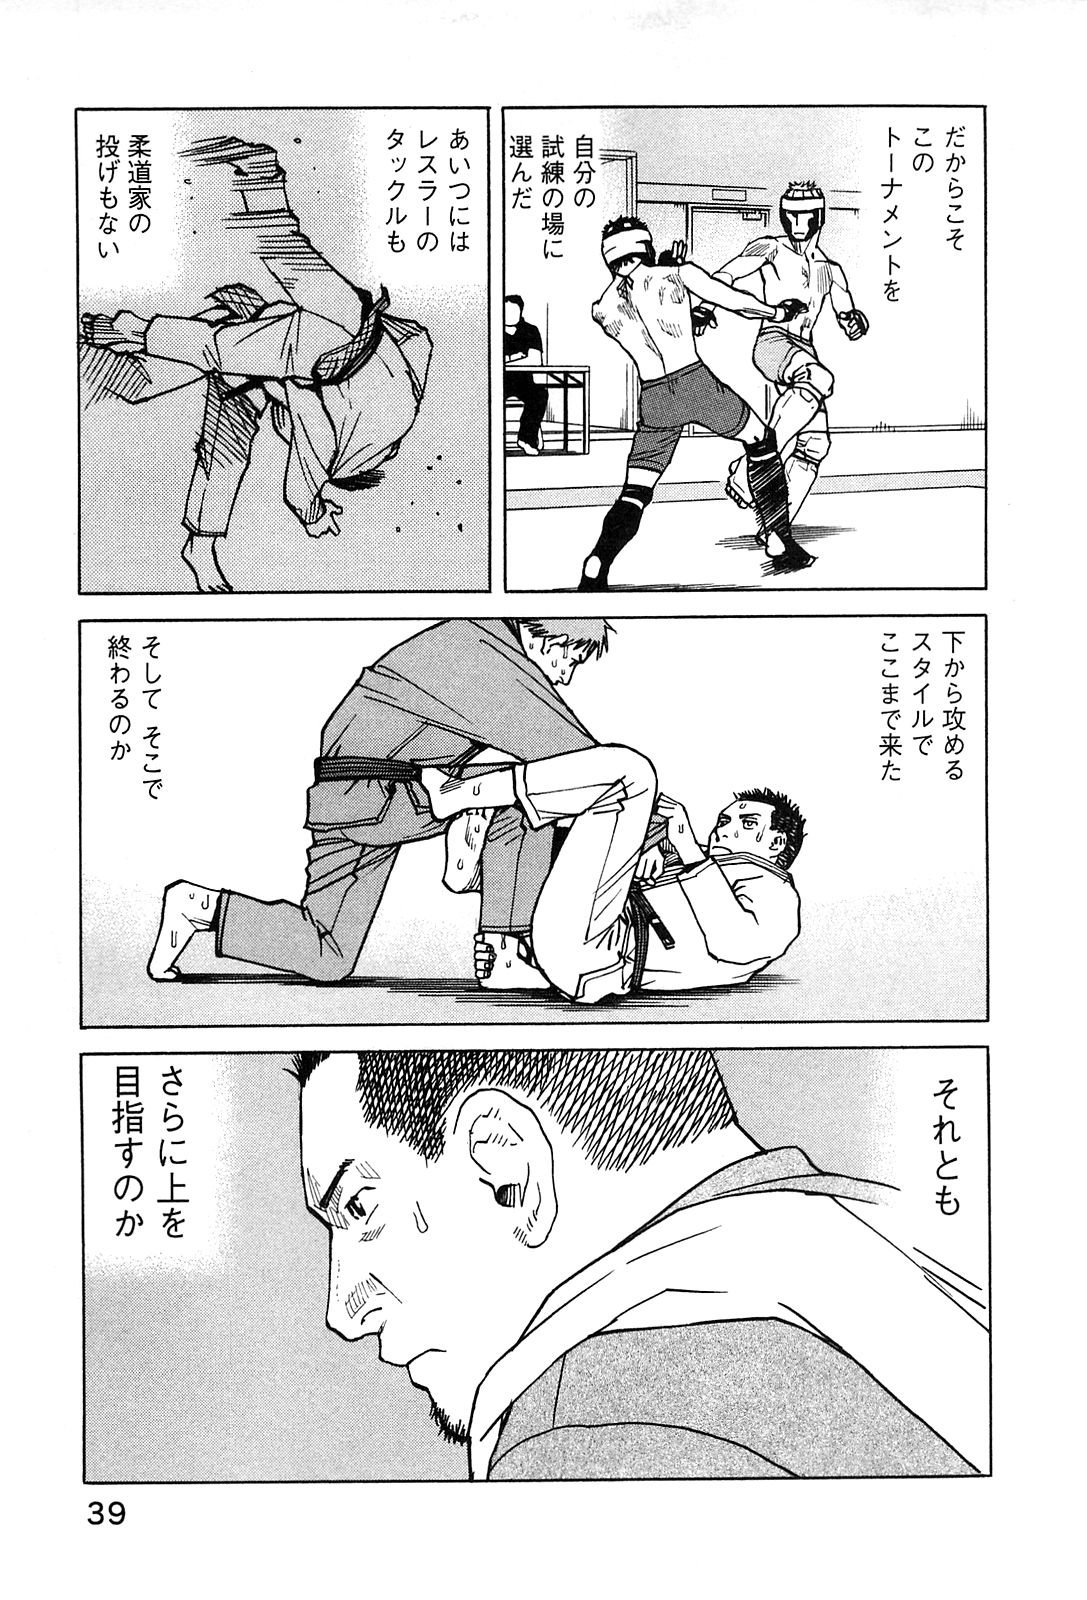 だからこそ
この
トーナメントを
自分の
試練の場に
選んだ
あいつには
レスラーの
タックルも
柔道家の
投げもない
下から攻める
スタイルで
ここまで来た
そして そこで
終わるのか
それとも
さらに上を
目指すのか
39